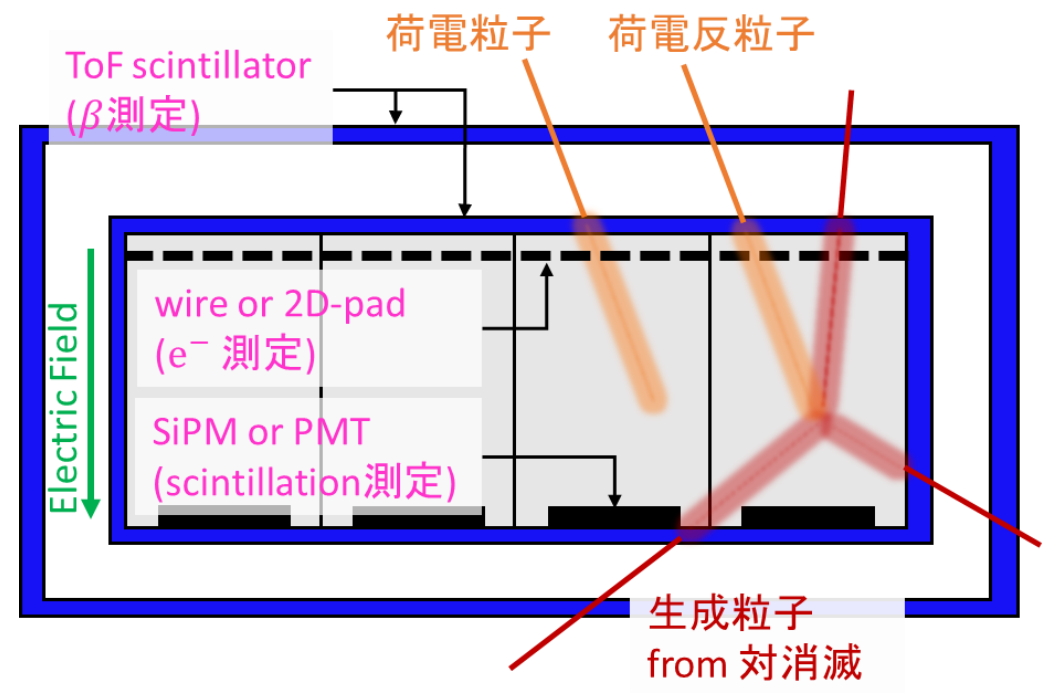 荷電粒子
荷電反粒子
ToF scintillator
(β測定)
wire or 2D-pad
(e⁻ 測定)
Electric Field
SiPM or PMT
(scintillation測定)
生成粒子
from 対消滅